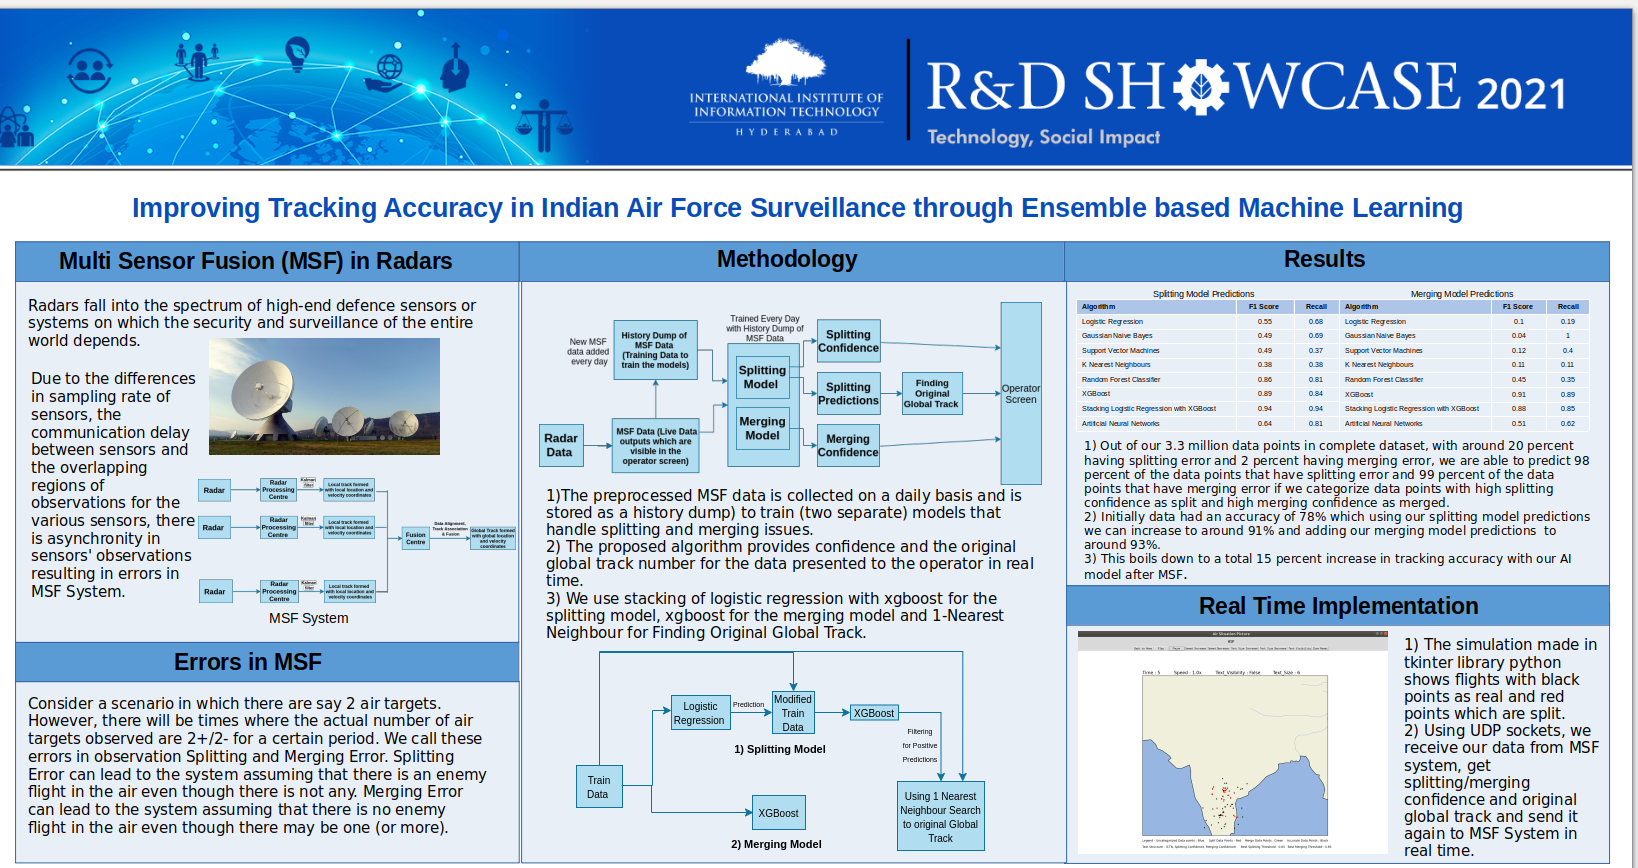 INTERNATIONAL INSTITUTE OF
INFORMATION TECHNOLOGY
HYDERABAD
R&D SHOWCASE 2021
Technology, Social Impact
Improving Tracking Accuracy in Indian Air Force Surveillance through Ensemble based Machine Learning
Multi Sensor Fusion (MSF) in Radars
Radars fall into the spectrum of high-end defence sensors or
systems on which the security and surveillance of the entire
world depends.
Due to the differences
in sampling rate of
sensors, the
communication delay
between sensors and
the overlapping
regions of
observations for the
various sensors, there
is asynchronity in
sensors' observations
resulting in errors in
MSF System.
Radar
Radar
Processing
Centre
Kalman
filter
Local track formed
with local location and
velocity coordinates
Radar
Radar
Processing
Centre
Kalman
filter
Local track formed
with local location and
velocity coordinates
Fusion
Centre
Data Alignment,
Track Association
& Fusion
Global Track formed
with global location
and velocity
coordinates
Radar
Radar
Processing
Centre
Kalman
filter
Local track formed
with local location and
velocity coordinates
MSF System
Errors in MSF
Consider a scenario in which there are say 2 air targets.
However, there will be times where the actual number of air
targets observed are 2+/2- for a certain period. We call these
errors in observation Splitting and Merging Error. Splitting
Error can lead to the system assuming that there is an enemy
flight in the air even though there is not any. Merging Error
can lead to the system assuming that there is no enemy
flight in the air even though there may be one (or more).
Methodology
New MSF
data added
every day
History Dump of
MSF Data
(Training Data to
train the models)
Trained Every Day
with History Dump of
MSF Data
Splitting
Model
Merging
Model
Splitting
Confidence
Splitting
Predictions
Finding
Original
Global Track
Merging
Confidence
Operator
Screen
Radar
Data
MSF Data (Live Data
outputs which are
visible in the
operator screen)
1)The preprocessed MSF data is collected on a daily basis and is
stored as a history dump) to train (two separate) models that
handle splitting and merging issues.
2) The proposed algorithm provides confidence and the original
global track number for the data presented to the operator in real
time.
3) We use stacking of logistic regression with xgboost for the
splitting model, xgboost for the merging model and 1-Nearest
Neighbour for Finding Original Global Track.
Train
Data
Logistic
Regression
Prediction
Modified
Train
Data
XGBoost
1) Splitting Model
Filtering
for Positive
Predictions
XGBoost
2) Merging Model
Using 1 Nearest
Neighbour Search
to original Global
Track
Results
Splitting Model Predictions Merging Model Predictions
Algorithm F1 Score Recall Algorithm F1 Score Recall
Logistic Regression 0.55 0.68 Logistic Regression 0.1 0.19
Gaussian Naive Bayes 0.49 0.69 Gaussian Naive Bayes 0.04 1
Support Vector Machines 0.49 0.37 Support Vector Machines 0.12 0.4
K Nearest Neighbours 0.38 0.38 K Nearest Neighbours 0.11 0.11
Random Forest Classifier 0.86 0.81 Random Forest Classifier 0.45 0.35
XGBoost 0.89 0.84 XGBoost 0.91 0.89
Stacking Logistic Regression with XGBoost 0.94 0.94 Stacking Logistic Regression with XGBoost 0.88 0.85
Artificial Neural Networks 0.64 0.81 Artificial Neural Networks 0.51 0.62
1) Out of our 3.3 million data points in complete dataset, with around 20 percent
having splitting error and 2 percent having merging error, we are able to predict 98
percent of the data points that have splitting error and 99 percent of the data
points that have merging error if we categorize data points with high splitting
confidence as split and high merging confidence as merged.
2) Initially data had an accuracy of 78% which using our splitting model predictions
we can increase to around 91% and adding our merging model predictions to
around 93%.
3) This boils down to a total 15 percent increase in tracking accuracy with our AI
model after MSF.
Real Time Implementation
Air Situation Picture
Time : 5 Speed : 1.0x Text_Visibility : False Text_Size : 6
1) The simulation made in
tkinter library python
shows flights with black
points as real and red
points which are split.
2) Using UDP sockets, we
receive our data from MSF
system, get
splitting/merging
confidence and original
global track and send it
again to MSF System in
real time.